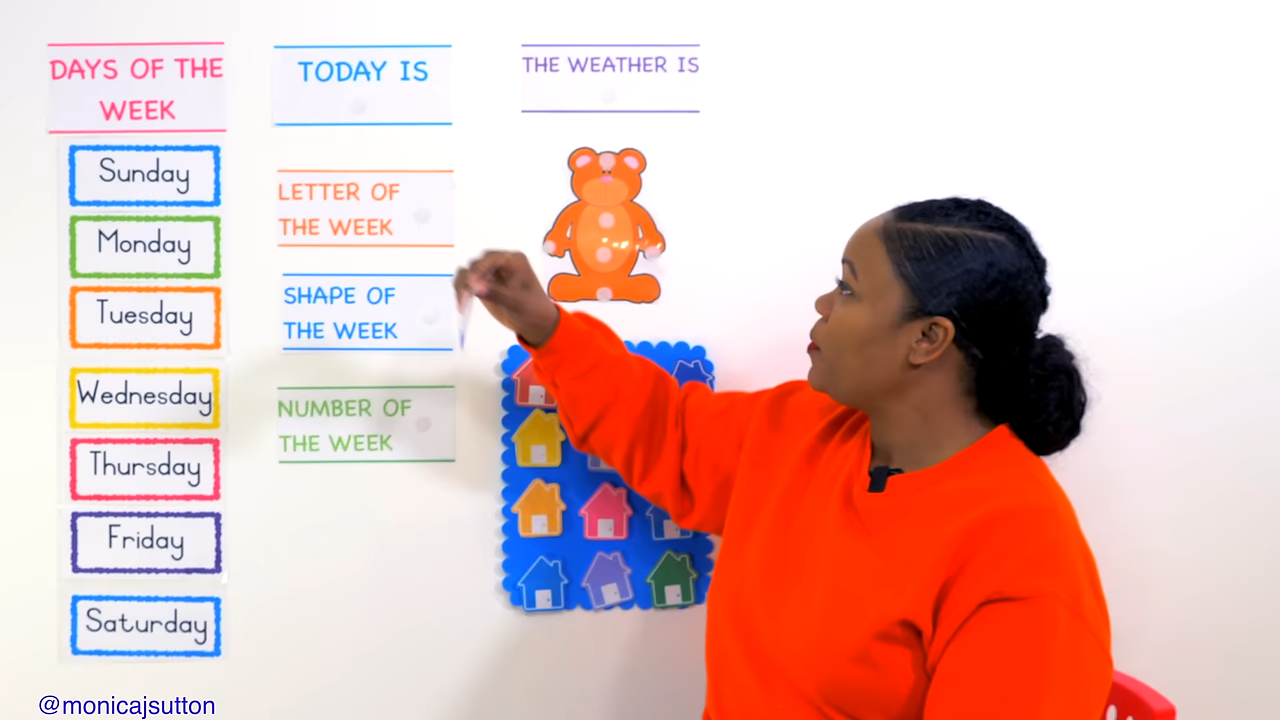 DAYS OF THE
WEEK
Sunday
Monday
Tuesday
Wednesday
Thursday
Friday
Saturday
TODAY IS
LETTER OF
THE WEEK
SHAPE OF
THE WEEK
NUMBER OF
THE WEEK
THE WEATHER IS
@monicajsutton